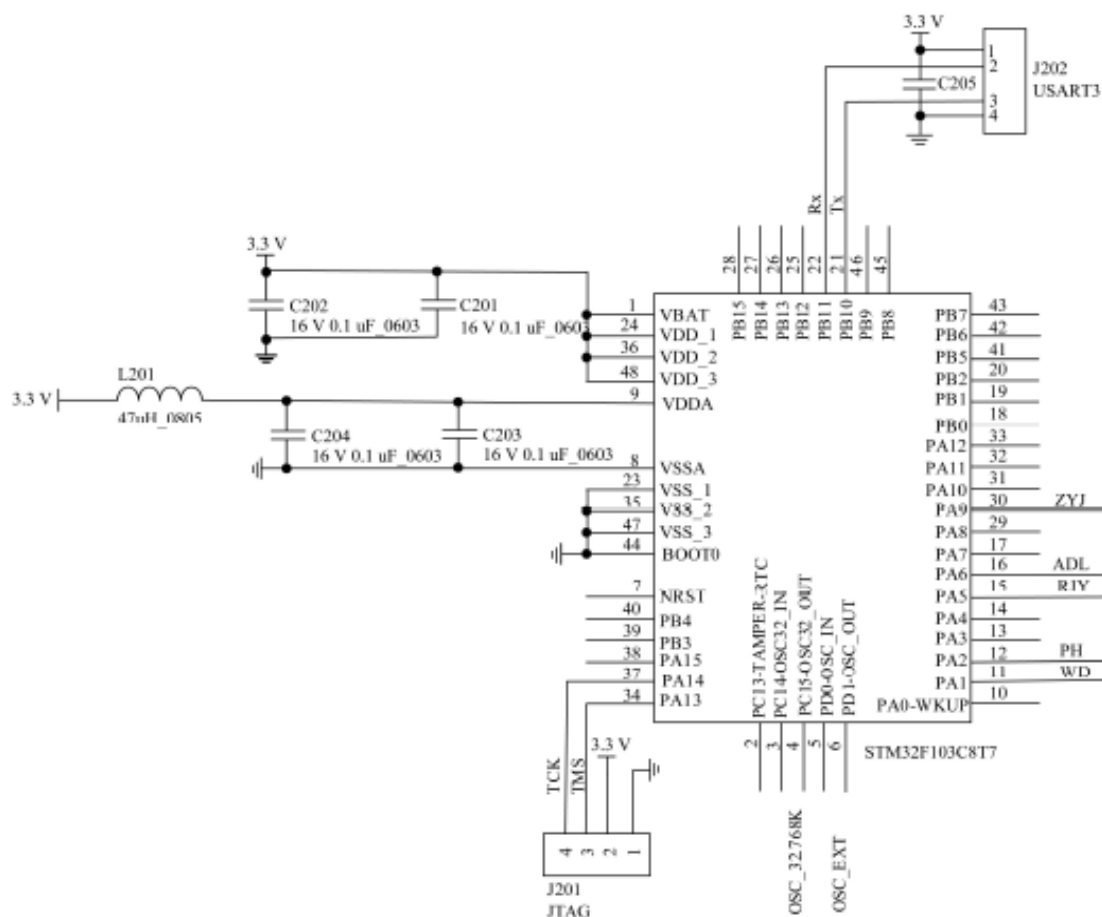 3.3 V
1
2
3
4
J202
USART3
C205
Rx
Tx
28
27
26
25
22
21
46
45
PB15
PB14
PB13
PB12
PB11
PB10
PB9
PB8
3.3 V
C202
16 V 0.1 uF_0603
C201
16 V 0.1 uF_0603
1
VBAT
24
VDD_1
36
VDD_2
48
VDD_3
9
VDDA
3.3 V
L201
47uH_0805
C204
16 V 0.1 uF_0603
C203
16 V 0.1 uF_0603
8
VSSA
23
VSS_1
35
VSS_2
47
VSS_3
44
BOOT0
7
NRST
40
PB4
39
PB3
38
PA15
37
PA14
34
PA13
PB7
43
PB6
42
PB5
41
PB2
20
PB1
19
PB0
18
PA12
33
PA11
32
PA10
31
PA9
30
ZYJ
PA8
29
PA7
17
PA6
16
ADL
PA5
15
RJY
PA4
14
PA3
13
PA2
12
PH
PA1
11
WD
PA0-WKUP
10
PC13-TAMPER-RTC
PC14-OSC32_IN
PC15-OSC32_OUT
PD0-OSC_IN
PD1-OSC_OUT
2
3
4
5
6
STM32F103C8T7
OSC_32768K
OSC_EXT
TCK
TMS
3.3 V
4
3
2
1
J201
JTAG